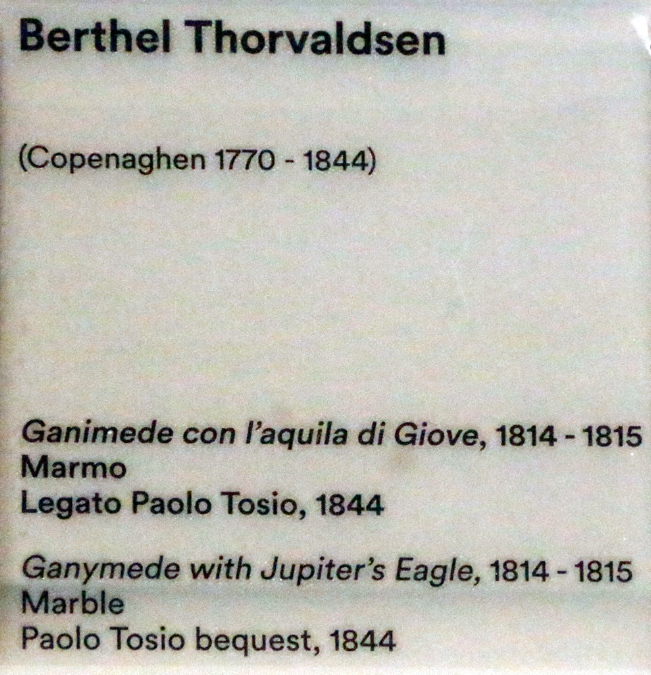 Berthel Thorvaldsen
(Copenaghen 1770 - 1844)
Ganimede con l'aquila di Giove, 1814 - 1815
Marmo
Legato Paolo Tosio, 1844
Ganymede with Jupiter's Eagle, 1814 - 1815
Marble
Paolo Tosio bequest, 1844